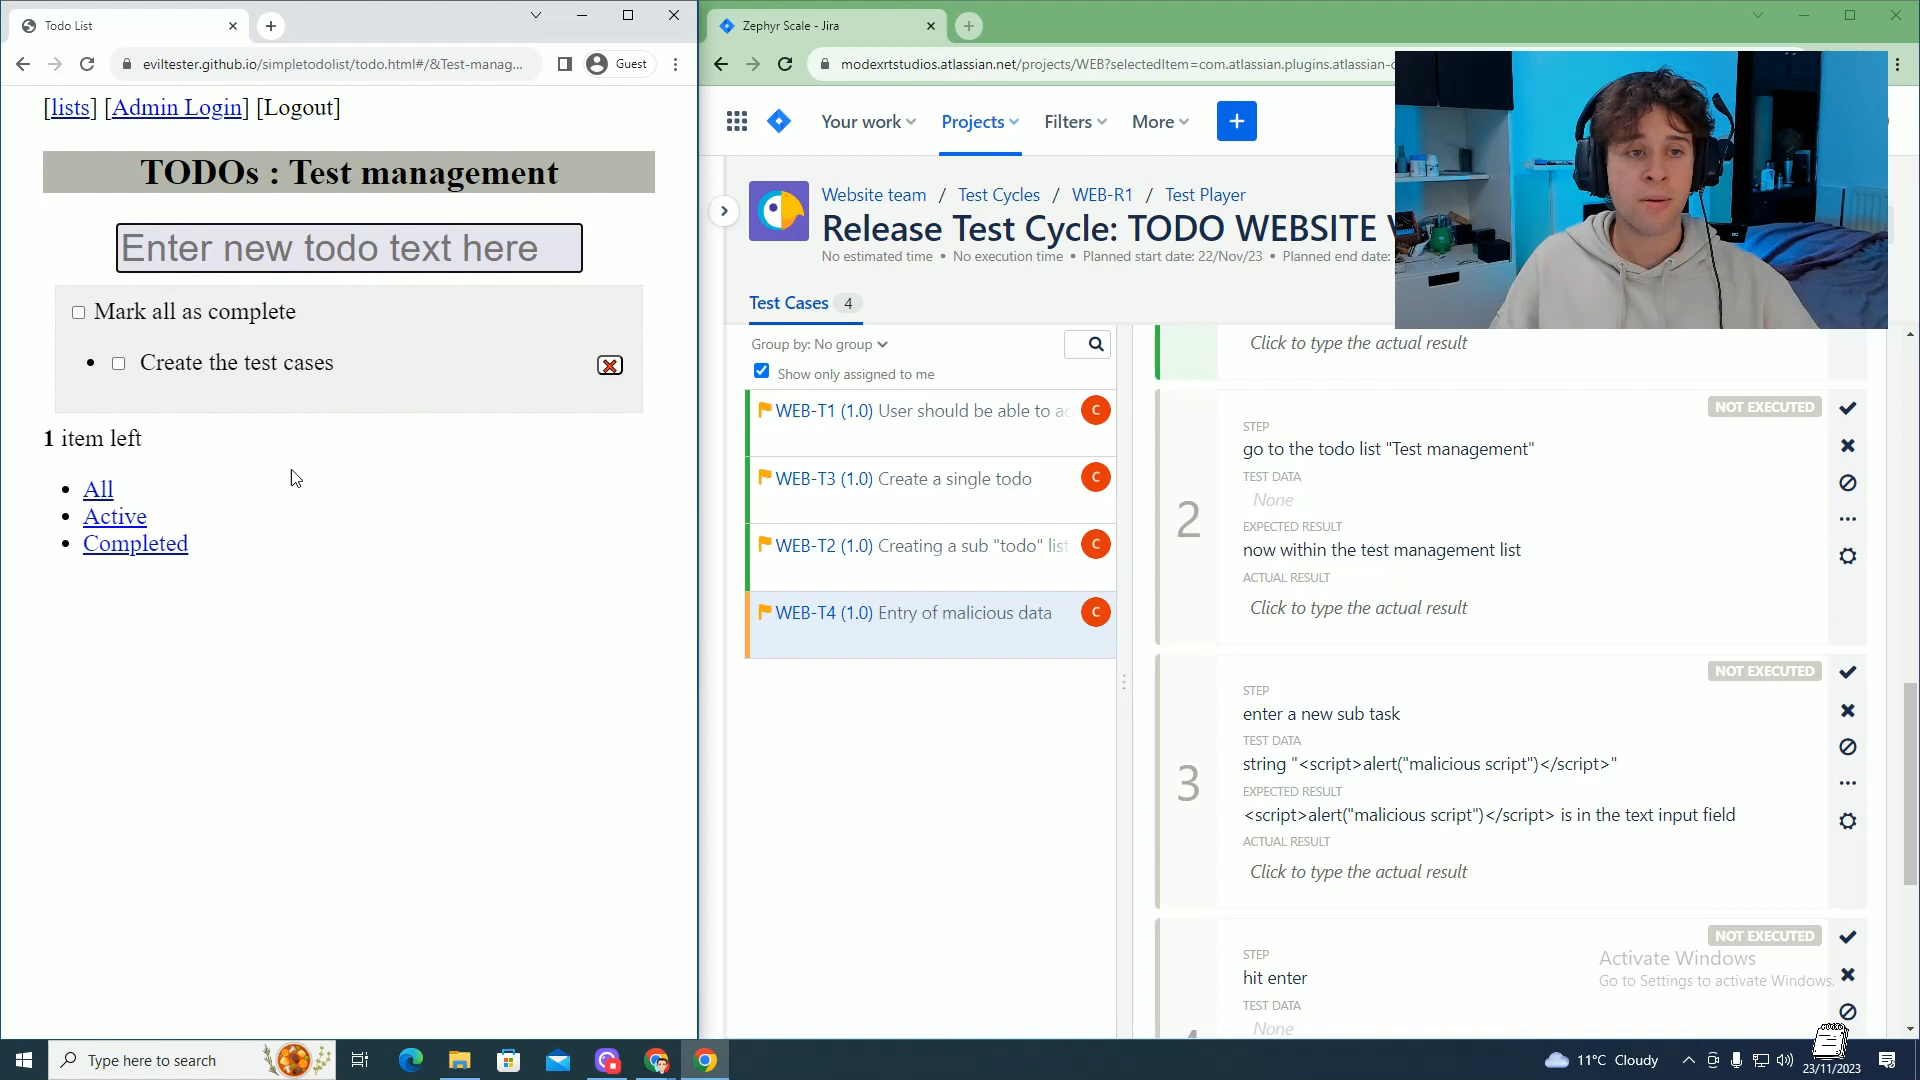 Todo List
eviltester.github.io/simpletodolist/todo.html#/&Test-manag...
Guest
[lists] [Admin Login] [Logout]
TODOs : Test management
Enter new todo text here
Mark all as complete
Create the test cases
1 item left
All
Active
Completed
Zephyr Scale - Jira
modexrtstudios.atlassian.net/projects/WEB?selectedItem=com.atlassian.plugins.atlassian-c
Your work
Projects
Filters
More
Website team / Test Cycles / WEB-R1 / Test Player
Release Test Cycle: TODO WEBSITE
No estimated time • No execution time • Planned start date: 22/Nov/23 • Planned end date:
Test Cases 4
Group by: No group
Show only assigned to me
WEB-T1 (1.0) User should be able to ac
C
WEB-T3 (1.0) Create a single todo
C
WEB-T2 (1.0) Creating a sub "todo" list
C
WEB-T4 (1.0) Entry of malicious data
C
Click to type the actual result
NOT EXECUTED
2
STEP
go to the todo list "Test management"
TEST DATA
None
EXPECTED RESULT
now within the test management list
ACTUAL RESULT
Click to type the actual result
NOT EXECUTED
3
STEP
enter a new sub task
TEST DATA
string "<script>alert("malicious script")</script>"
EXPECTED RESULT
<script>alert("malicious script")</script> is in the text input field
ACTUAL RESULT
Click to type the actual result
NOT EXECUTED
STEP
hit enter
TEST DATA
None
Activate Windows
Go to Settings to activate Windows.
Type here to search
11°C Cloudy
23/11/2023